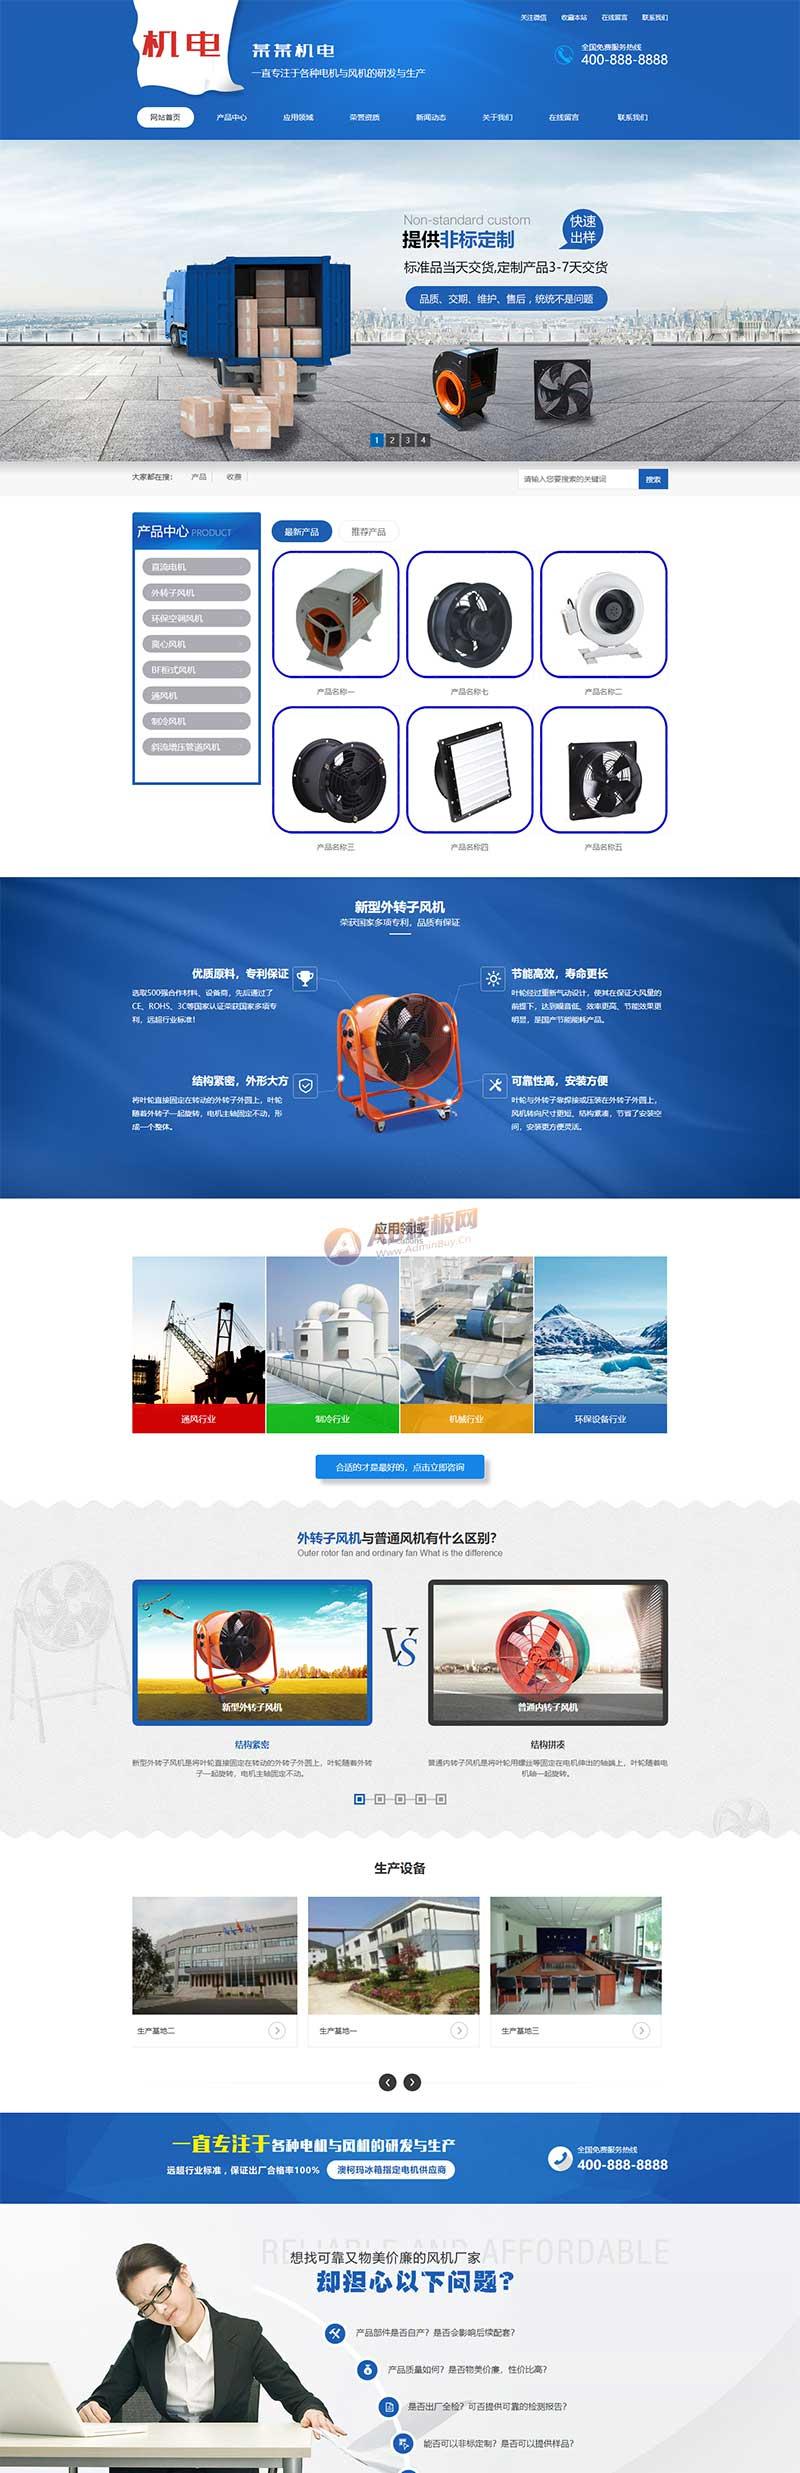 关注微信 收藏本站 在线留言 联系我们
机电
某某机电
一直专注于各种电机与风机的研发与生产
全国免费服务热线
400-888-8888
网站首页 产品中心 应用领域 荣誉资质 新闻动态 关于我们 在线留言 联系我们
Non-standard custom
提供非标定制
快速
出样
标准品当天交货,定制产品3-7天交货
品质、交期、维护、售后，统统不是问题
1 2 3 4
大家都在搜： 产品 收费
请输入您要搜索的关键词 搜索
产品中心 PRODUCT
直流电机
外转子风机
环保空调风机
离心风机
BF柜式风机
通风机
制冷风机
斜流增压管道风机
最新产品 推荐产品
产品名称一 产品名称七 产品名称二
产品名称三 产品名称四 产品名称五
新型外转子风机
荣获国家多项专利，品质有保证
优质原料，专利保证
选取500强合作材料、设备商，先后通过了
CE、ROHS、3C等国家认证荣获国家多项专
利，远超行业标准！
节能高效，寿命更长
叶轮经过重新气动设计，使其在保证大风量的
前提下，达到噪音低、效率更高、节能效果更
明显，是国产节能能耗产品。
结构紧密，外形大方
将叶轮直接固定在转动的外转子外圆上，叶轮
随着外转子一起旋转，电机主轴固定不动，形
成一个整体。
可靠性高，安装方便
叶轮与外转子靠焊接或压装在外转子外圆上，
风机转向尺寸更短、结构紧凑，节省了安装空
间，安装更方便灵活。
应用领域
Applications
AB模板网
Www.AdminBuy.Cn
通风行业 制冷行业 机械行业 环保设备行业
合适的才是最好的，点击立即咨询
外转子风机与普通风机有什么区别?
Outer rotor fan and ordinary fan What is the difference
VS
新型外转子风机 普通内转子风机
结构紧密
新型外转子风机是将叶轮直接固定在转动的外转子外圆上，叶轮随着外转
子一起旋转，电机主轴固定不动。
结构拼凑
普通内转子风机是将叶轮用螺丝等固定在电机伸出的轴端上，叶轮随着电
机轴一起旋转。
生产设备
生产基地二 生产基地一 生产基地三
一直专注于各种电机与风机的研发与生产
远超行业标准，保证出厂合格率100% 澳柯玛冰箱指定电机供应商
全国免费服务热线
400-888-8888
RELIABLE AND AFFORDABLE
想找可靠又物美价廉的风机厂家
却担心以下问题?
产品部件是否自产？是否会影响后续配套？
产品质量如何？是否物美价廉，性价比高？
是否出厂全检？可否提供可靠的检测报告？
能否可以非标定制？是否可以提供样品？